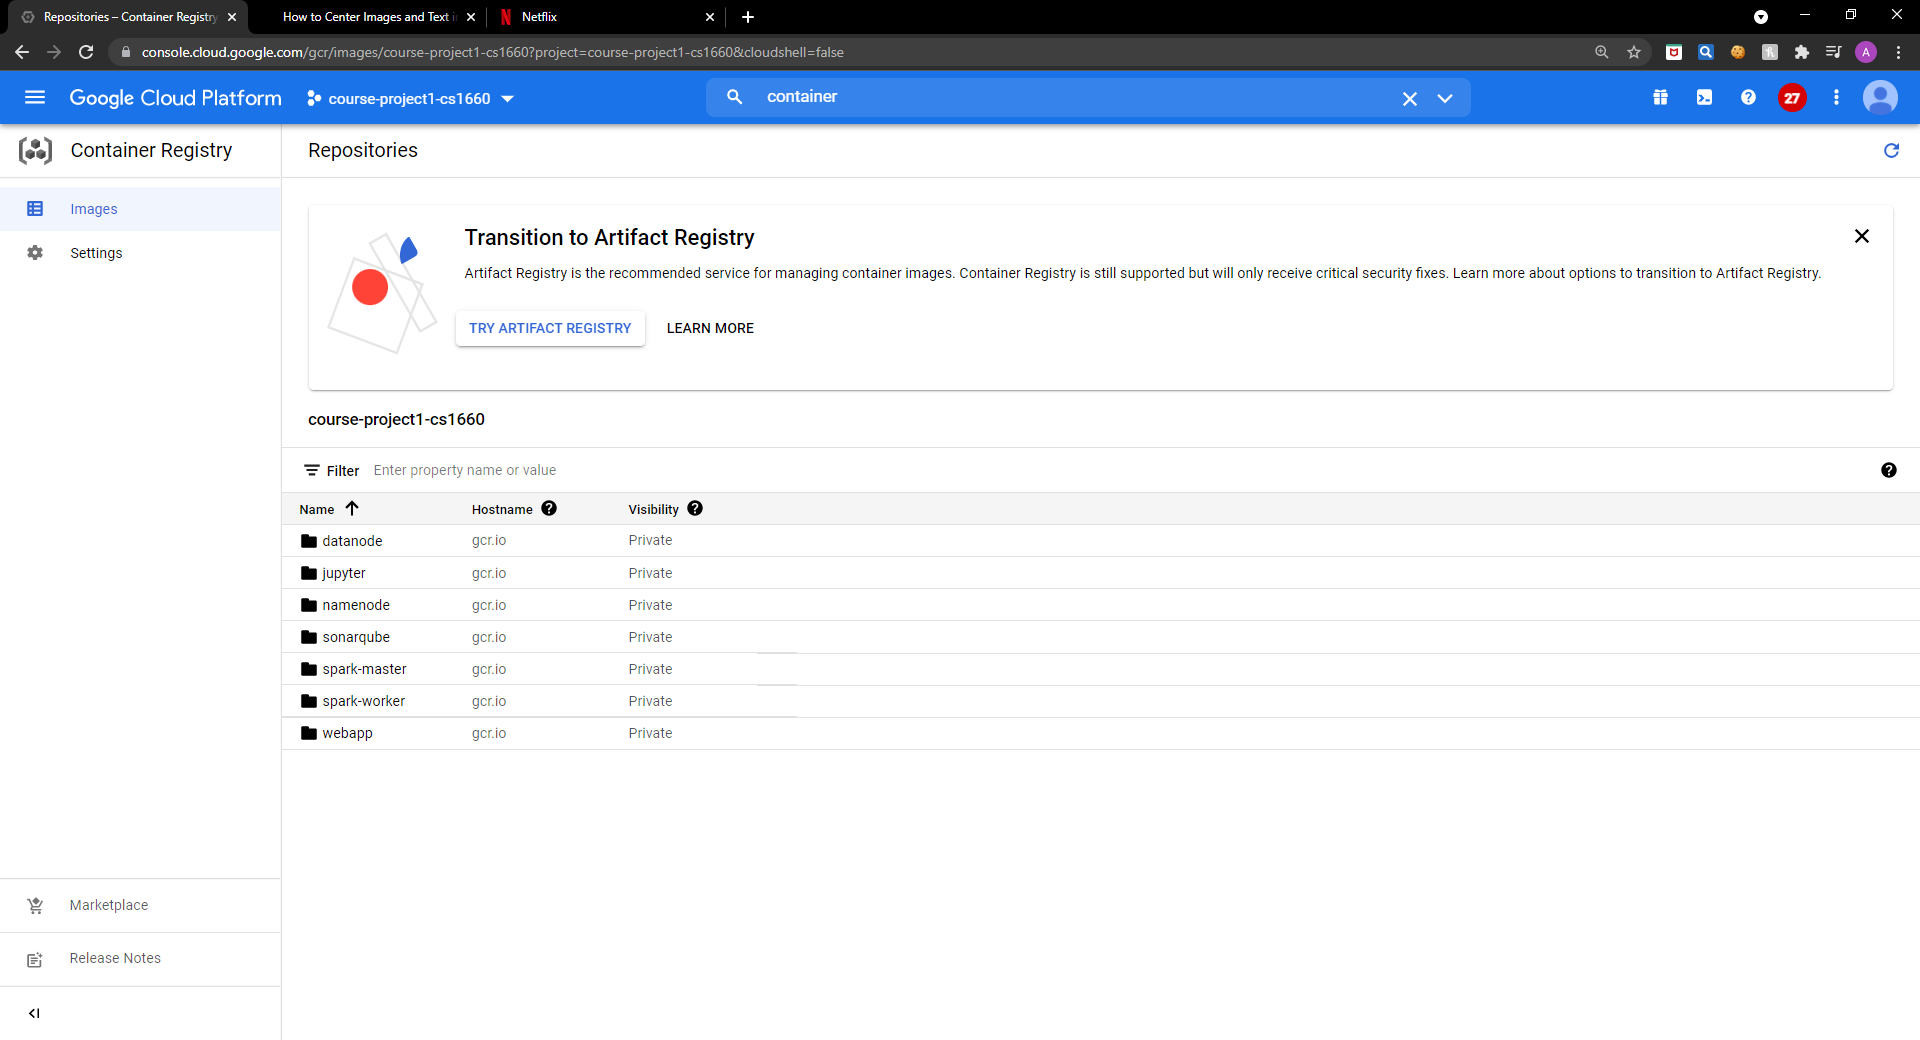 Repositories – Container Registry
How to Center Images and Text i
Netflix
console.cloud.google.com/gcr/images/course-project1-cs1660?project=course-project1-cs1660&cloudshell=false
A
Google Cloud Platform
course-project1-cs1660
container
27
Container Registry
Repositories
Images
Settings
Transition to Artifact Registry
Artifact Registry is the recommended service for managing container images. Container Registry is still supported but will only receive critical security fixes. Learn more about options to transition to Artifact Registry.
TRY ARTIFACT REGISTRY LEARN MORE
course-project1-cs1660
Filter Enter property name or value
Name Hostname Visibility
datanode gcr.io Private
jupyter gcr.io Private
namenode gcr.io Private
sonarqube gcr.io Private
spark-master gcr.io Private
spark-worker gcr.io Private
webapp gcr.io Private
Marketplace
Release Notes